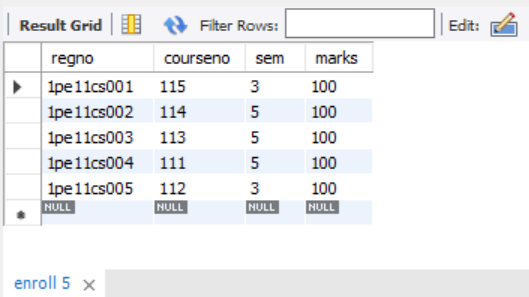 Result Grid Filter Rows: Edit:
regno courseno sem marks
1pe11cs001 115 3 100
1pe11cs002 114 5 100
1pe11cs003 113 5 100
1pe11cs004 111 5 100
1pe11cs005 112 3 100
NULL NULL NULL NULL
enroll 5